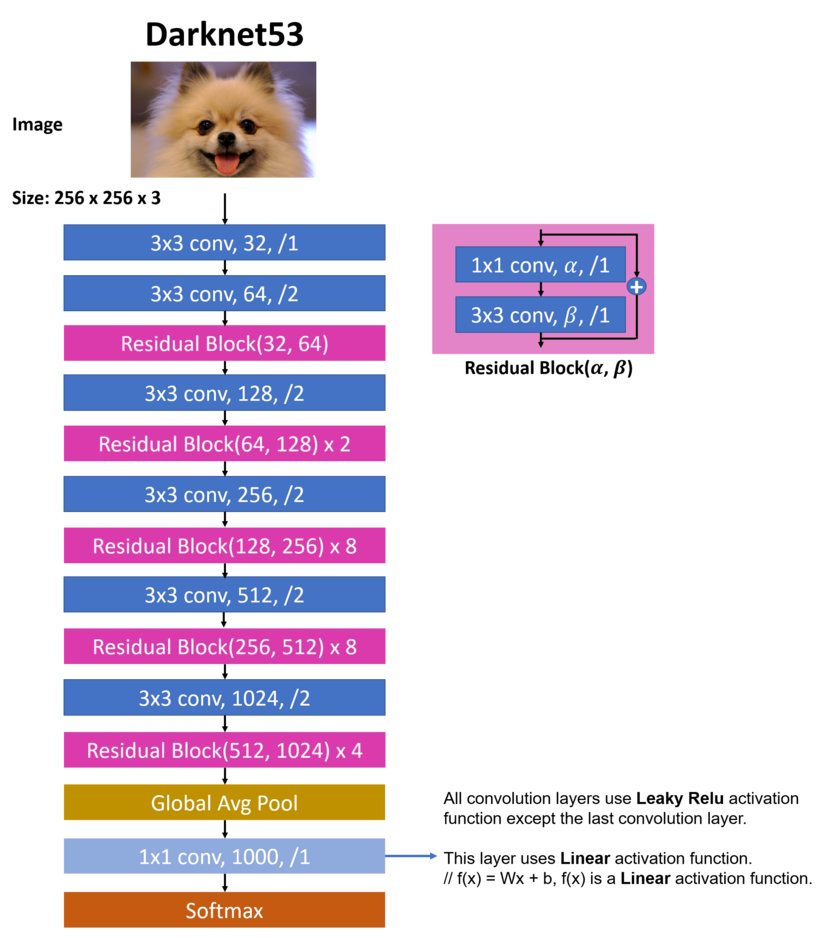 Darknet53
Image
Size: 256 x 256 x 3
3x3 conv, 32, /1
3x3 conv, 64, /2
Residual Block(32, 64)
3x3 conv, 128, /2
Residual Block(64, 128) x 2
3x3 conv, 256, /2
Residual Block(128, 256) x 8
3x3 conv, 512, /2
Residual Block(256, 512) x 8
3x3 conv, 1024, /2
Residual Block(512, 1024) x 4
Global Avg Pool
1x1 conv, 1000, /1
Softmax
1x1 conv, α, /1
+
3x3 conv, β, /1
Residual Block(α, β)
All convolution layers use Leaky Relu activation
function except the last convolution layer.
This layer uses Linear activation function.
// f(x) = Wx + b, f(x) is a Linear activation function.